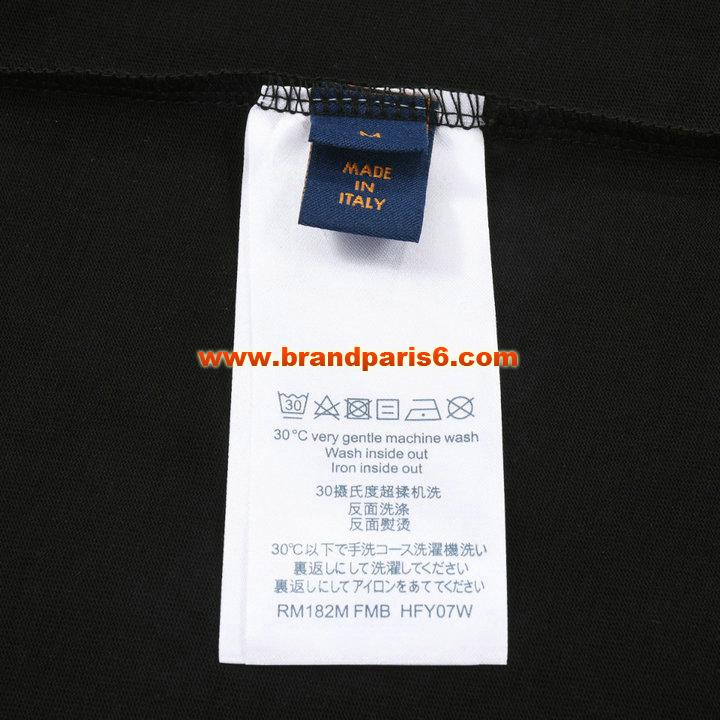 MADE
IN
ITALY
www.brandparis6.com
30
30°C very gentle machine wash
Wash inside out
Iron inside out
30摄氏度超揉机洗
反面洗涤
反面熨烫
30℃以下で手洗コース洗濯機洗い
裏返しにして洗濯してください
裏返しにしてアイロンをあててください
RM182M FMB HFY07W